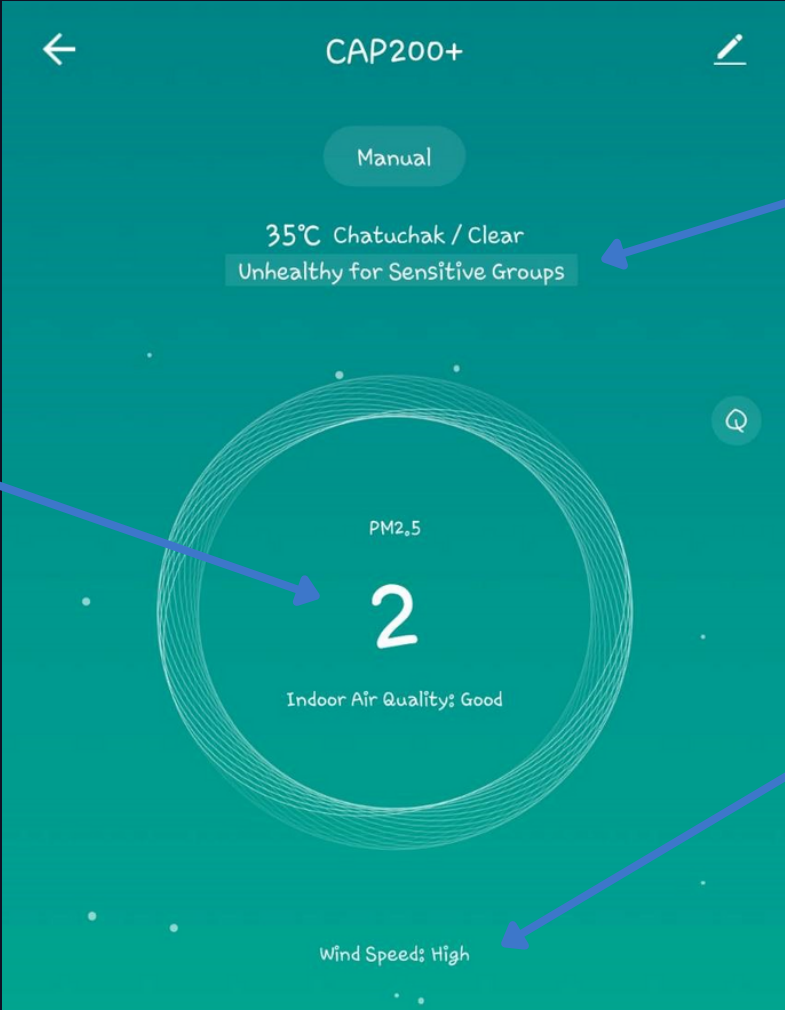 CAP200+
Manual
35℃ Chatuchak / Clear
Unhealthy for Sensitive Groups
PM2.5
2
Indoor Air Quality: Good
Wind Speed: High